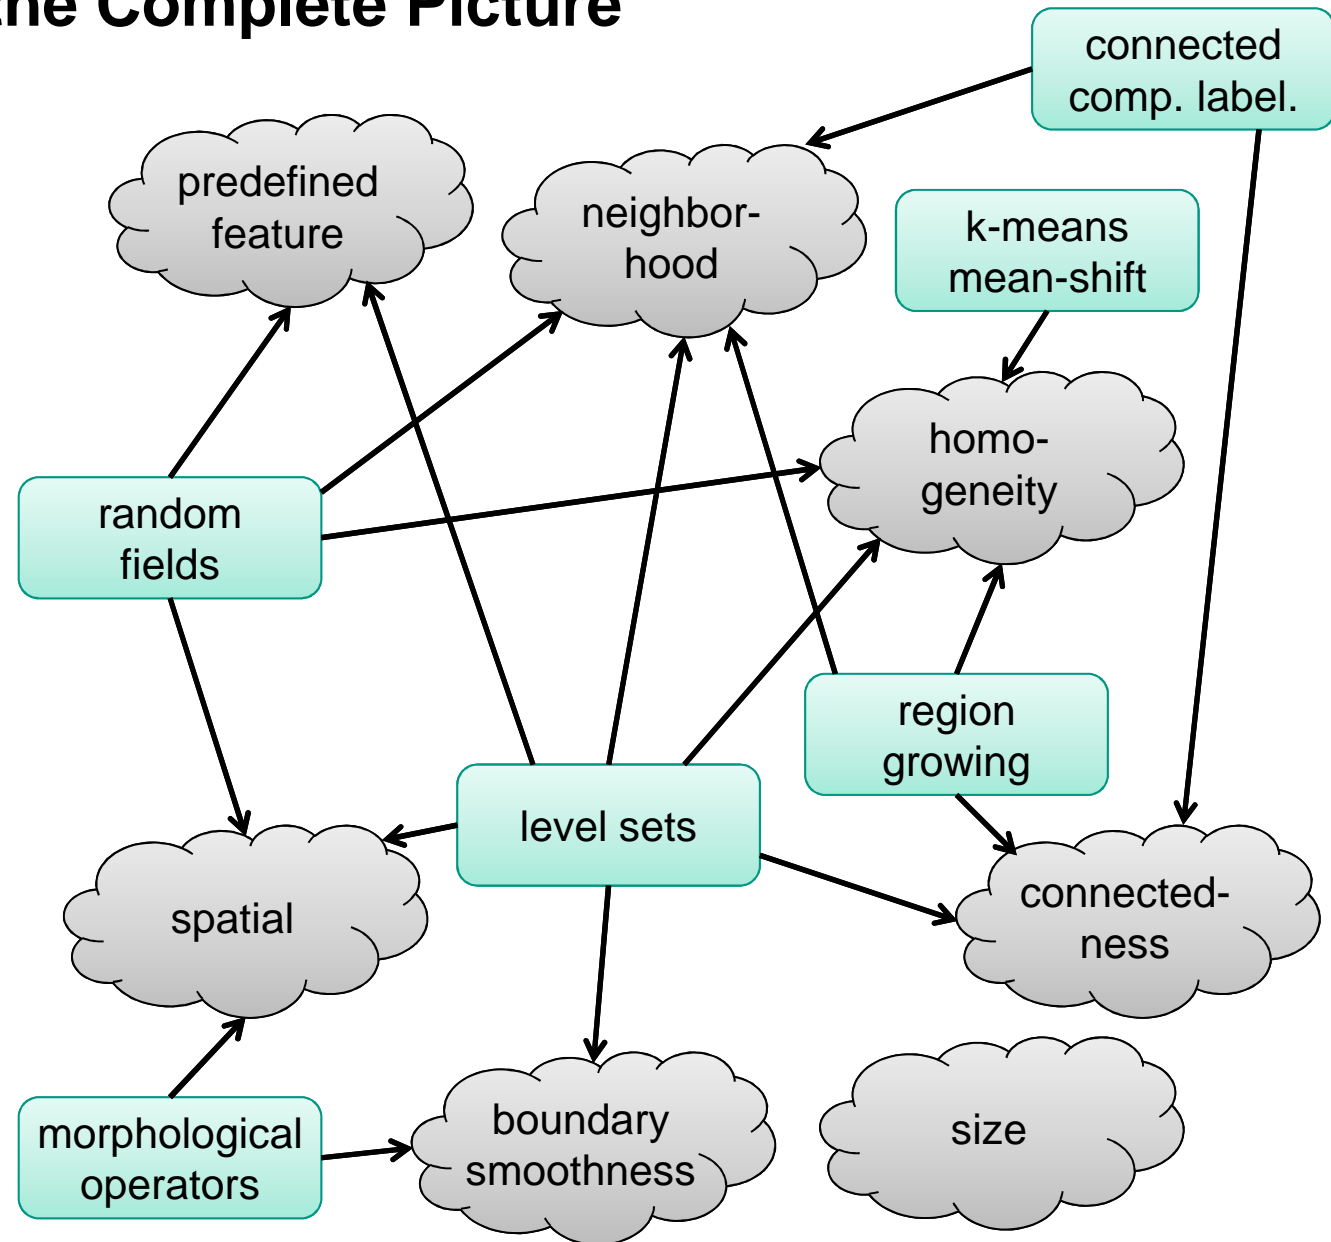 the Complete Picture
connected
comp. label.
predefined
feature
neighbor-
hood
k-means
mean-shift
homo-
geneity
random
fields
region
growing
level sets
spatial
connected-
ness
boundary
smoothness
size
morphological
operators